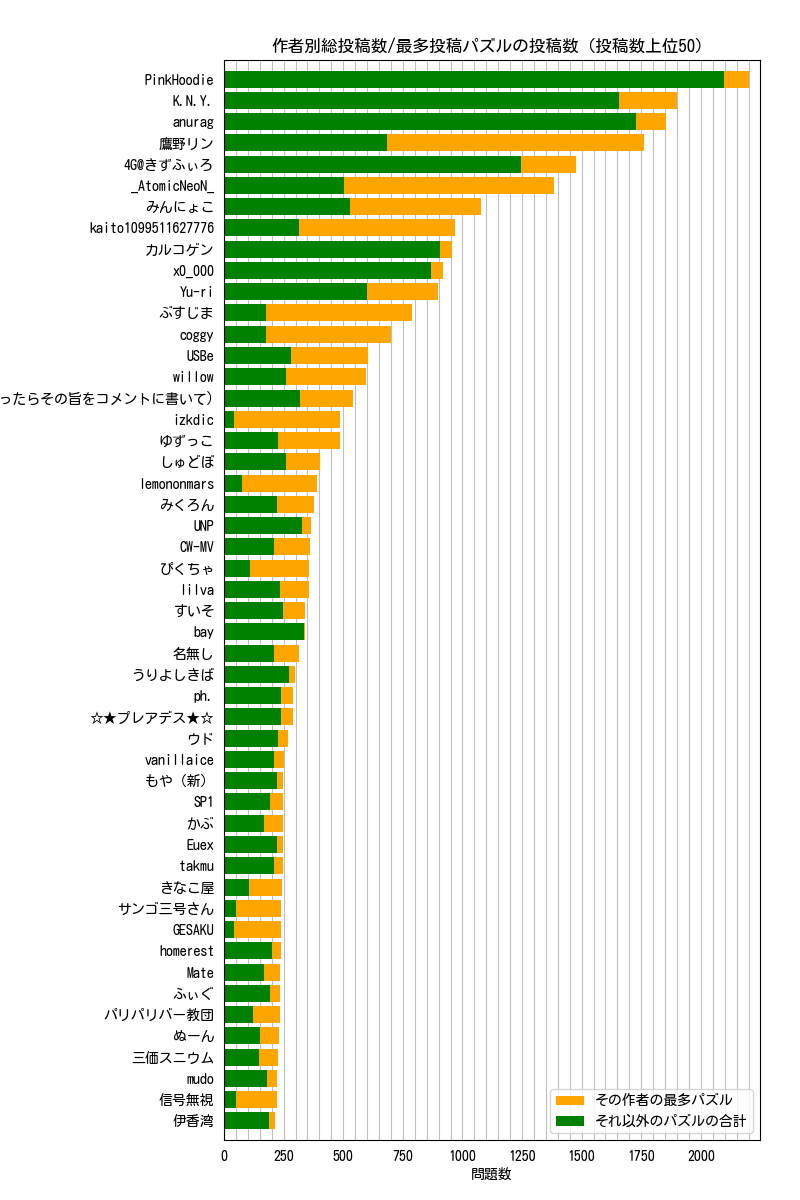 作者別総投稿数/最多投稿パズルの投稿数 (投稿数上位50)
PinkHoodie
K.N.Y.
anurag
鷹野リン
4G@きずふぃろ
_AtomicNeoN_
みんにょこ
kaito1099511627776
カルコゲン
x0_000
Yu-ri
ぶすじま
coggy
USBe
willow
ったらその旨をコメントに書いて)
izkdic
ゆずっこ
しゅどぼ
lemononmars
みくろん
UNP
CW-MV
ぴくちゃ
lilva
すいそ
bay
名無し
うりよしきば
ph.
☆★プレアデス★☆
ウド
vanillaice
もや（新）
SP1
かぶ
Euex
takmu
きなこ屋
サンゴ三号さん
GESAKU
homerest
Mate
ふぃぐ
パリパリバー教団
ぬーん
三価スニウム
mudo
信号無視
伊香湾
その作者の最多パズル
それ以外のパズルの合計
0 250 500 750 1000 1250 1500 1750 2000
問題数